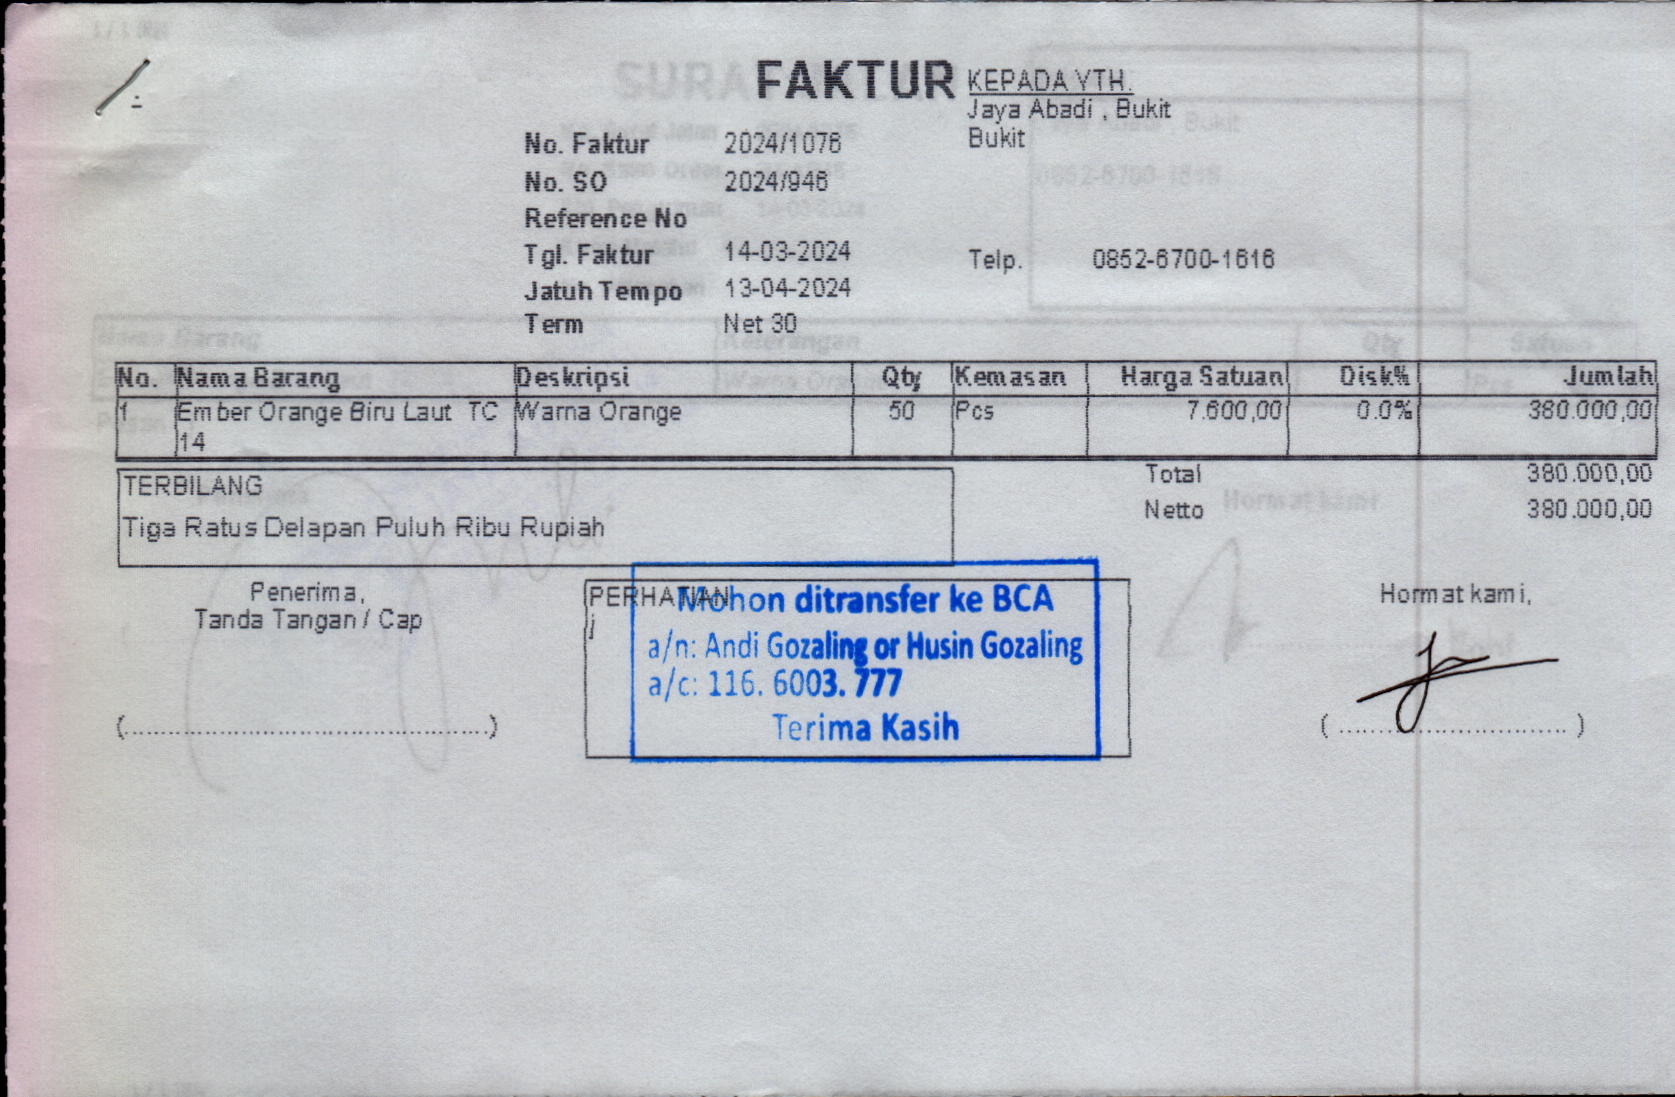 FAKTUR
KEPADA YTH.
Jaya Abadi , Bukit
Bukit
No. Faktur 2024/1076
No. SO 2024/946
Reference No
Tgl. Faktur 14-03-2024
Telp. 0852-6700-1616
Jatuh Tempo 13-04-2024
Term Net 30
No. Nama Barang Deskripsi Qty Kemasan Harga Satuan Disk% Jumlah
1 Ember Orange Biru Laut TC Warna Orange 50 Pcs 7.600,00 0.0% 380.000,00
14
TERBILANG
Tiga Ratus Delapan Puluh Ribu Rupiah
Total 380.000,00
Netto 380.000,00
Penerima,
Tanda Tangan / Cap
(..................................................)
PERHATIAN
Mohon ditransfer ke BCA
a/n: Andi Gozaling or Husin Gozaling
a/c: 116. 6003. 777
Terima Kasih
Hormat kami,
( ................................ )